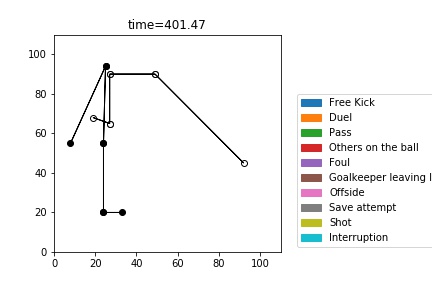 time=401.47
100
80
60
40
20
0
0 20 40 60 80 100
Free Kick
Duel
Pass
Others on the ball
Foul
Goalkeeper leaving l
Offside
Save attempt
Shot
Interruption